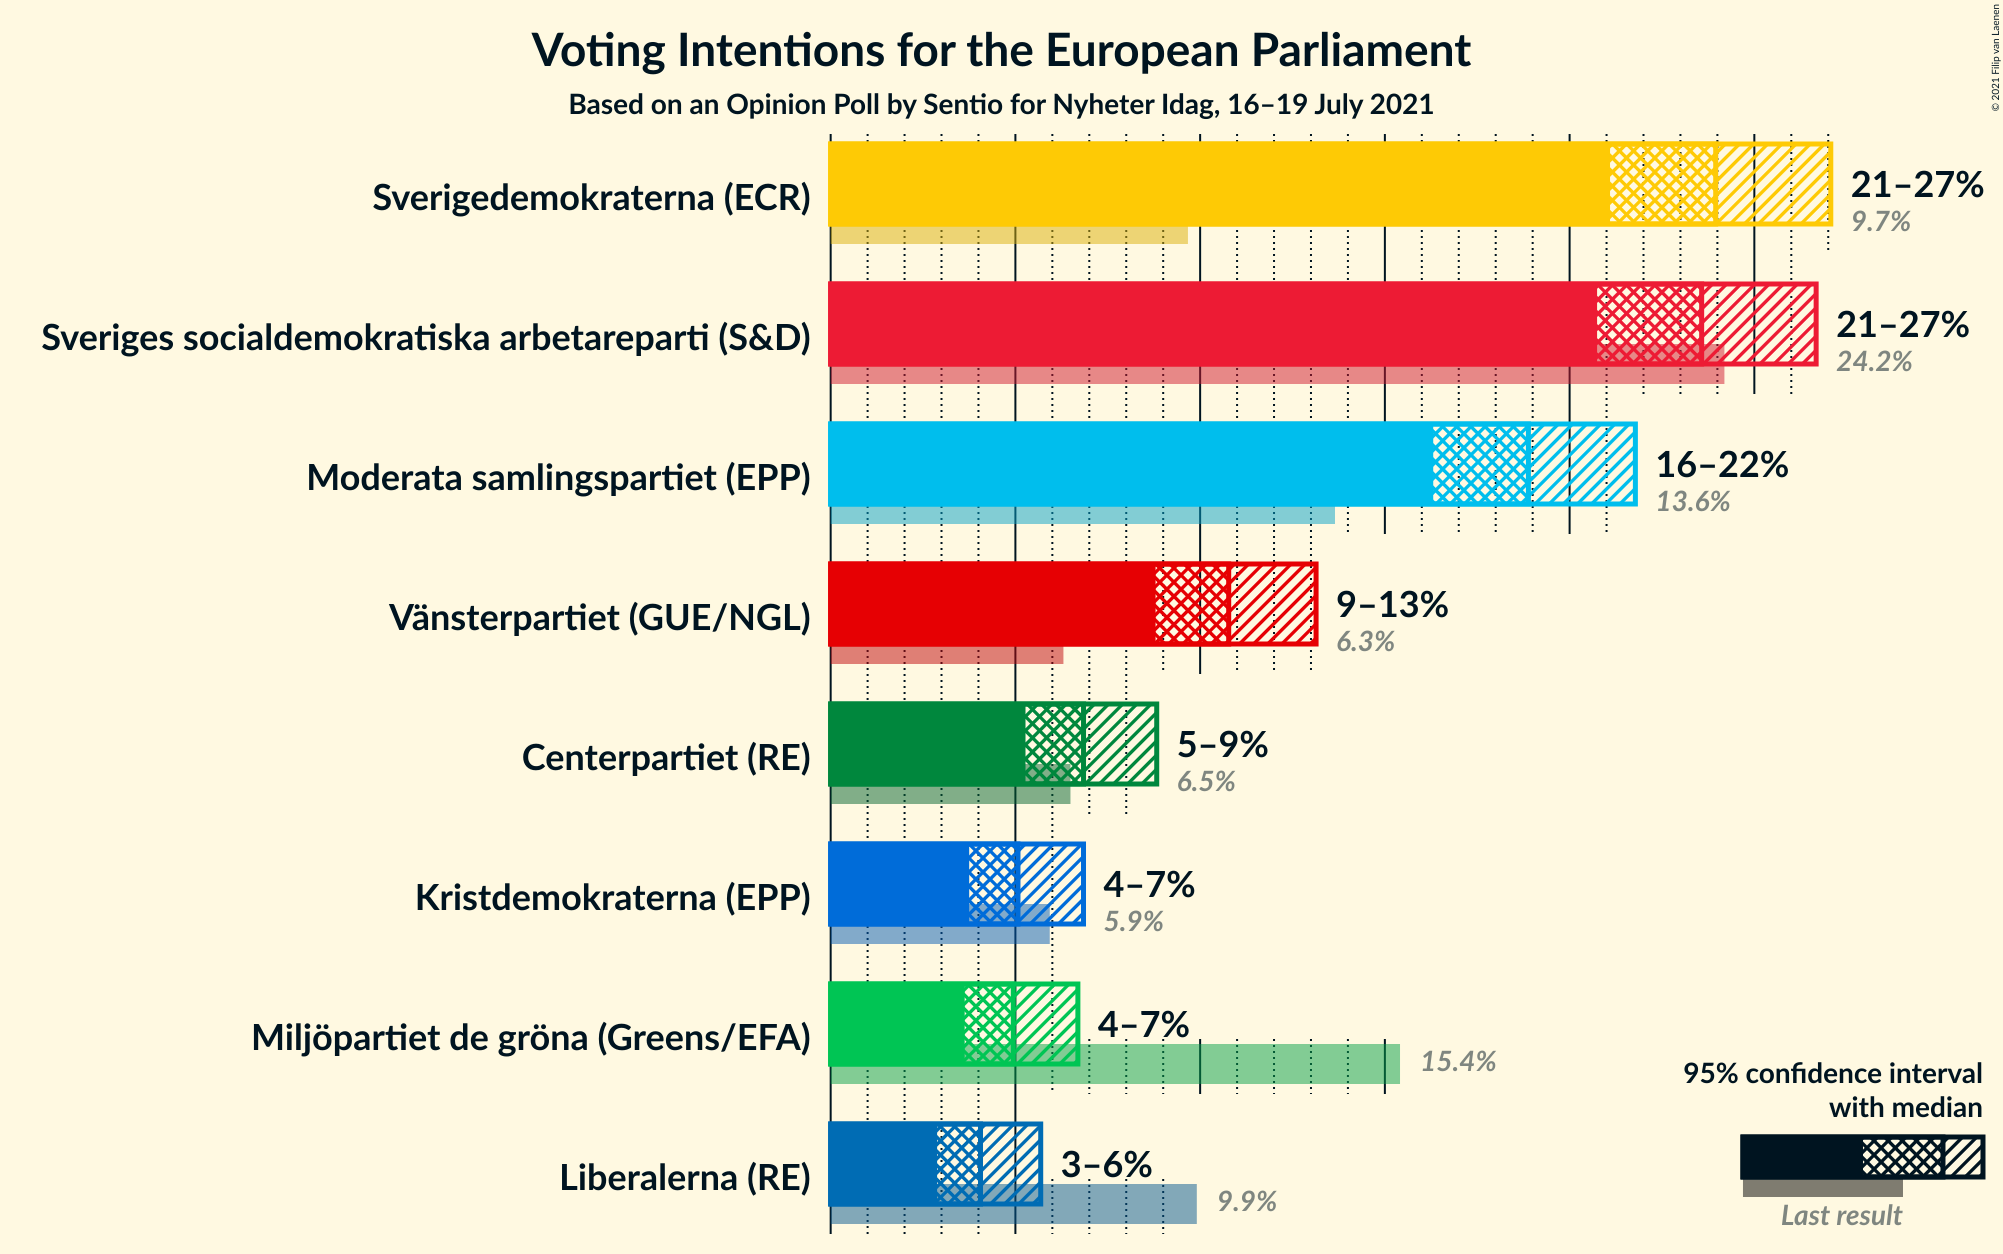 Voting Intentions for the European Parliament
Based on an Opinion Poll by Sentio for Nyheter Idag, 16–19 July 2021
© 2021 Filip van Laenen
Sverigedemokraterna (ECR)
21–27%
9.7%
Sveriges socialdemokratiska arbetareparti (S&D)
21–27%
24.2%
Moderata samlingspartiet (EPP)
16–22%
13.6%
Vänsterpartiet (GUE/NGL)
9–13%
6.3%
Centerpartiet (RE)
5–9%
6.5%
Kristdemokraterna (EPP)
4–7%
5.9%
Miljöpartiet de gröna (Greens/EFA)
4–7%
15.4%
Liberalerna (RE)
3–6%
9.9%
95% confidence interval
with median
Last result